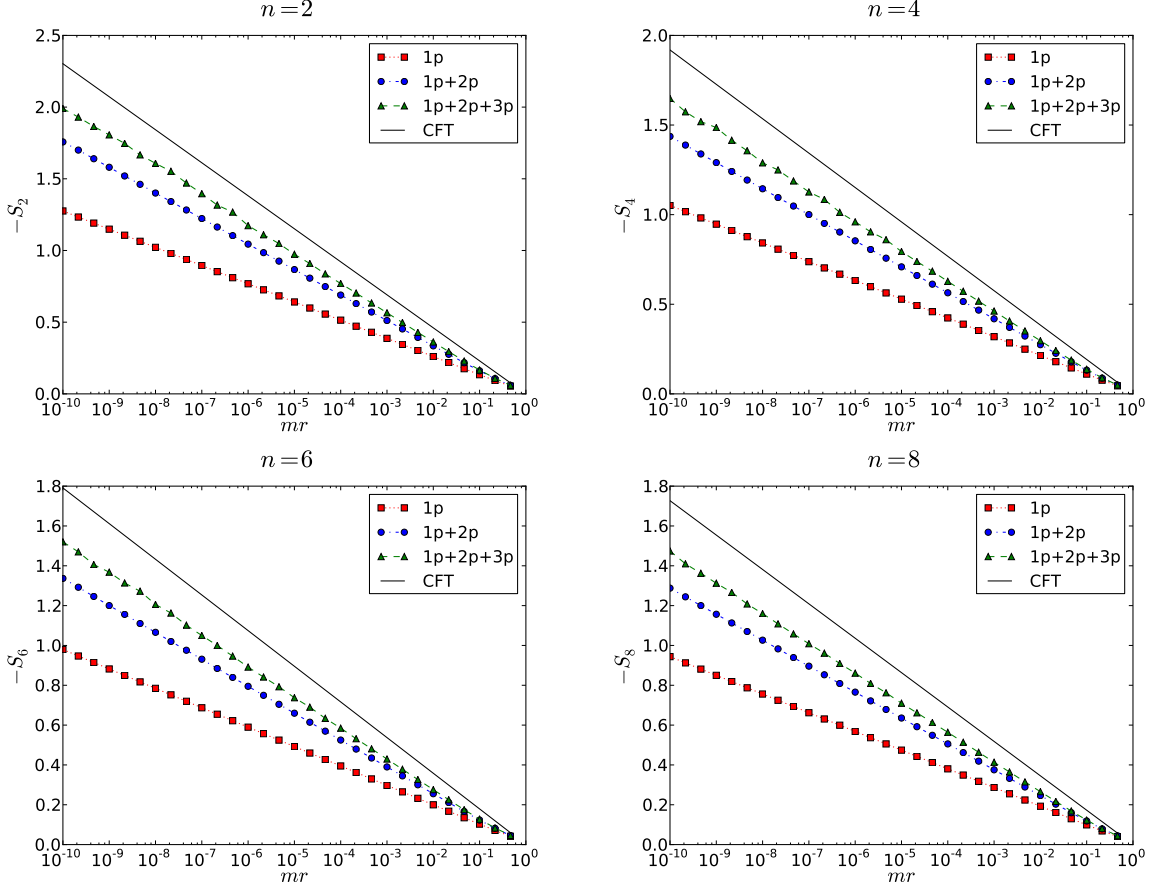 n=2
2.5
2.0
1.5
1.0
0.5
0.0
−S₂
1p
1p+2p
1p+2p+3p
CFT
10⁻¹⁰ 10⁻⁹ 10⁻⁸ 10⁻⁷ 10⁻⁶ 10⁻⁵ 10⁻⁴ 10⁻³ 10⁻² 10⁻¹ 10⁰
mr
n=4
2.0
1.5
1.0
0.5
0.0
−S₄
1p
1p+2p
1p+2p+3p
CFT
10⁻¹⁰ 10⁻⁹ 10⁻⁸ 10⁻⁷ 10⁻⁶ 10⁻⁵ 10⁻⁴ 10⁻³ 10⁻² 10⁻¹ 10⁰
mr
n=6
1.8
1.6
1.4
1.2
1.0
0.8
0.6
0.4
0.2
0.0
−S₆
1p
1p+2p
1p+2p+3p
CFT
10⁻¹⁰ 10⁻⁹ 10⁻⁸ 10⁻⁷ 10⁻⁶ 10⁻⁵ 10⁻⁴ 10⁻³ 10⁻² 10⁻¹ 10⁰
mr
n=8
1.8
1.6
1.4
1.2
1.0
0.8
0.6
0.4
0.2
0.0
−S₈
1p
1p+2p
1p+2p+3p
CFT
10⁻¹⁰ 10⁻⁹ 10⁻⁸ 10⁻⁷ 10⁻⁶ 10⁻⁵ 10⁻⁴ 10⁻³ 10⁻² 10⁻¹ 10⁰
mr